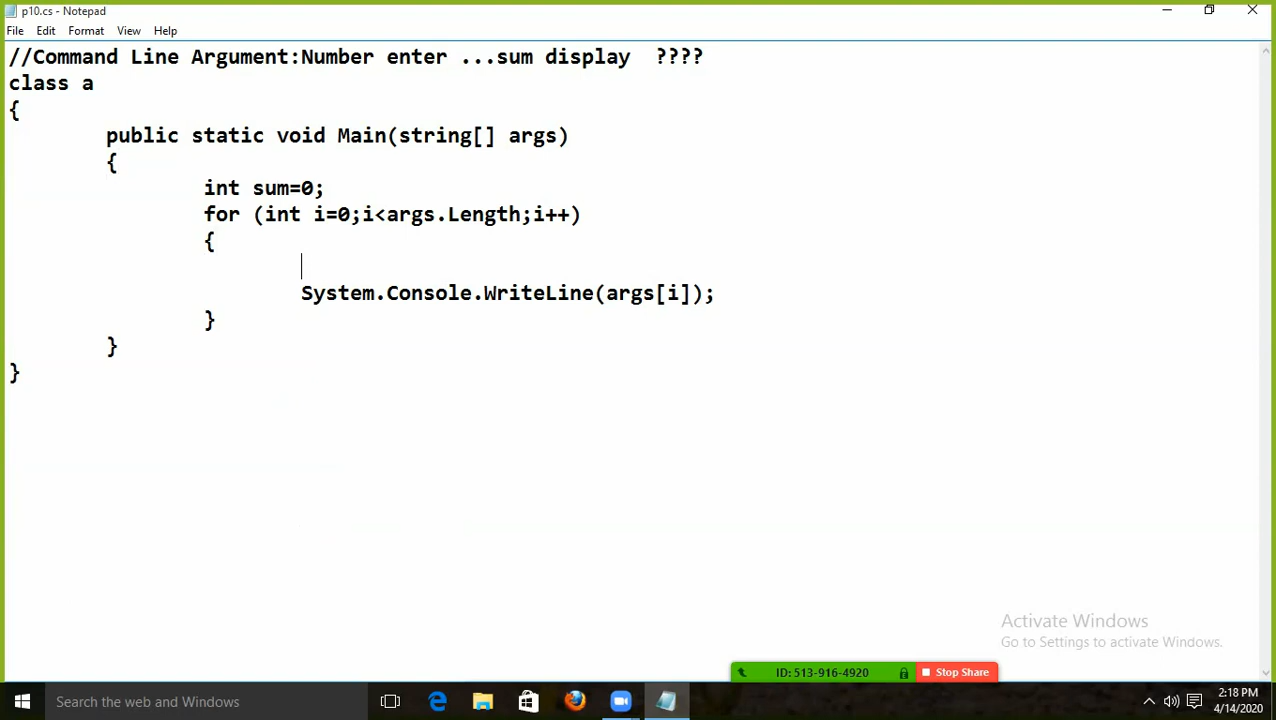 p10.cs - Notepad
File Edit Format View Help
//Command Line Argument:Number enter ...sum display  ????
class a
{
public static void Main(string[] args)
{
int sum=0;
for (int i=0;i<args.Length;i++)
{
System.Console.WriteLine(args[i]);
}
}
}
Activate Windows
Go to Settings to activate Windows.
ID: 513-916-4920 Stop Share
Search the web and Windows
2:18 PM
4/14/2020